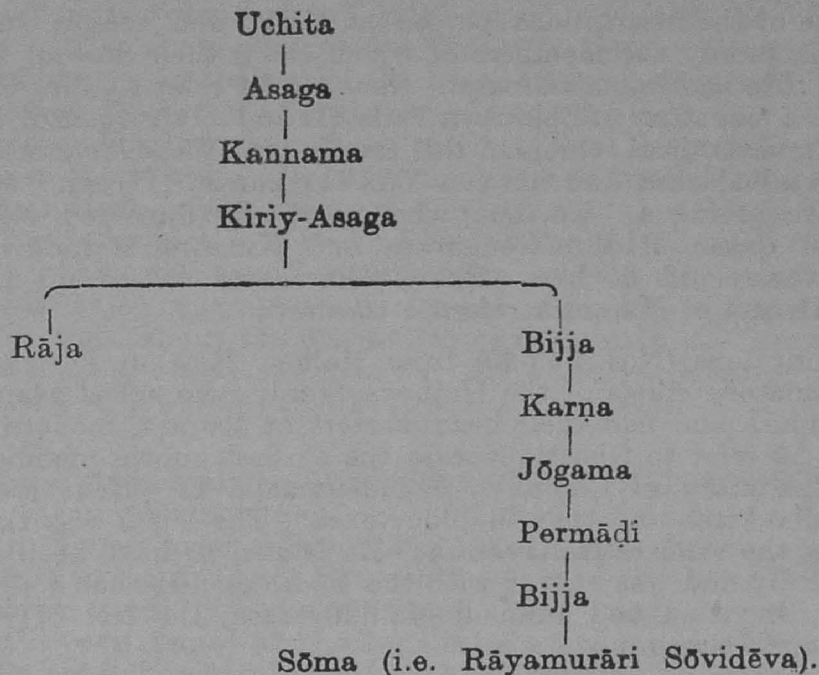 Uchita
Asaga
Kannama
Kiriy-Asaga
Rāja Bijja
Karṇa
Jōgama
Permāḍi
Bijja
Sōma (i.e. Rāyamurāri Sōvidēva).